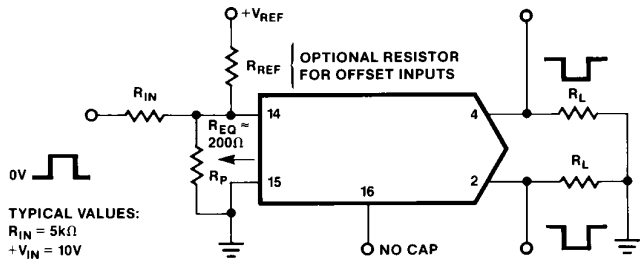 +VREF
RREF
OPTIONAL RESISTOR
FOR OFFSET INPUTS
RIN
REQ ≈
200Ω
14
4
RL
0V
RP
15
16
2
RL
TYPICAL VALUES:
RIN = 5kΩ
+VIN = 10V
NO CAP